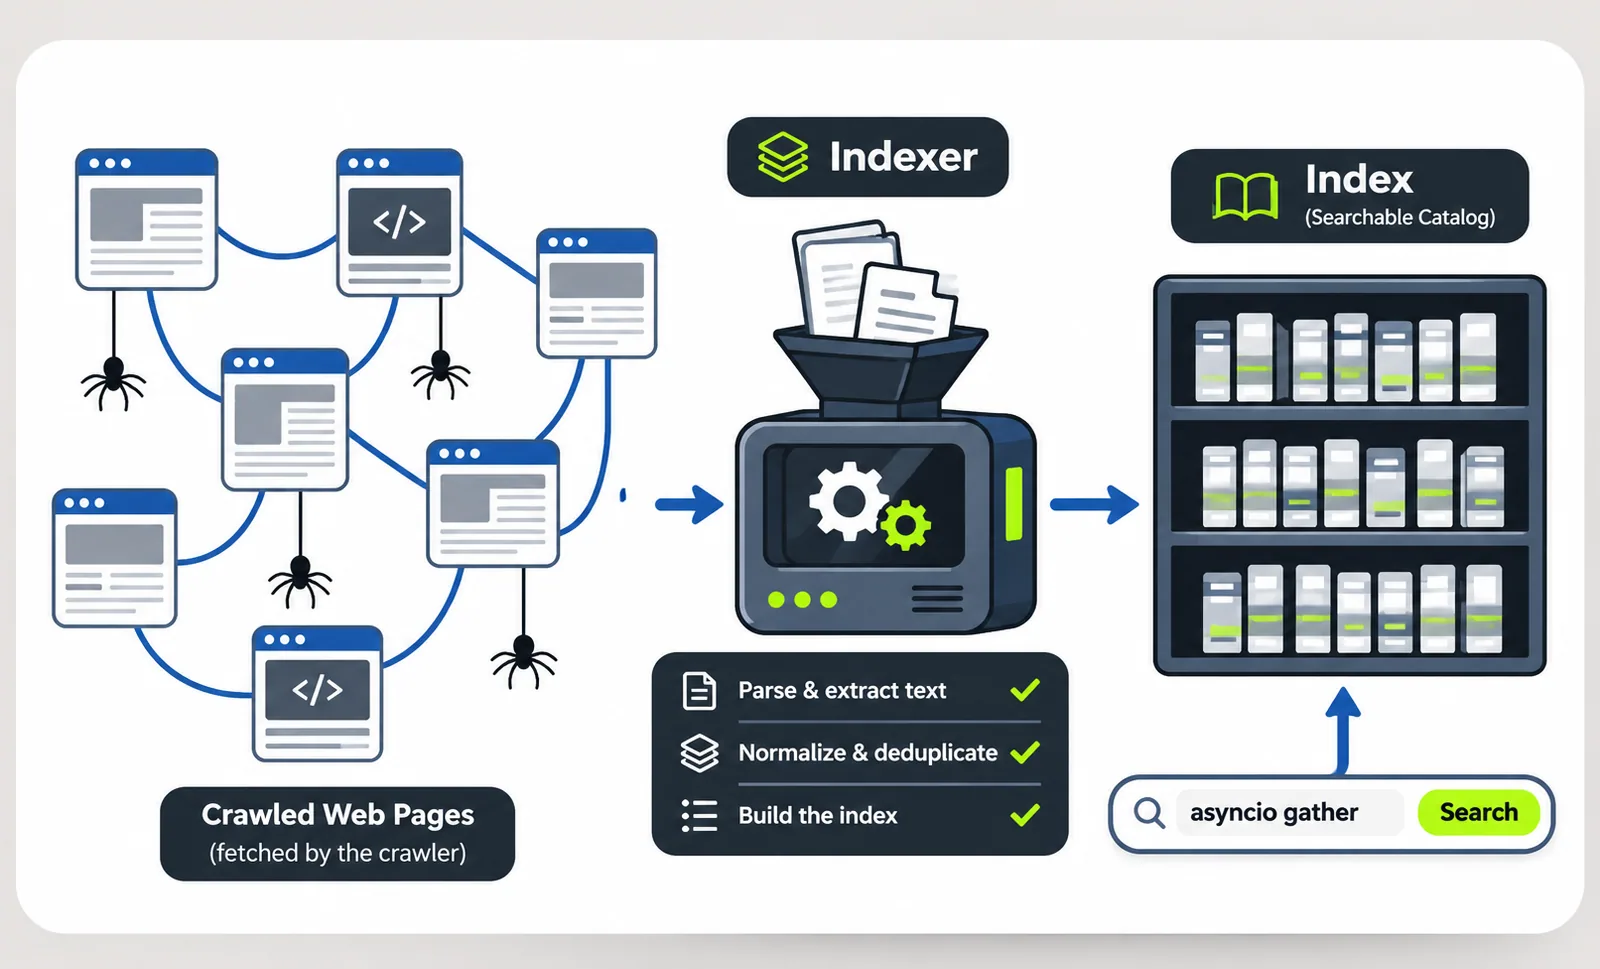 Indexer
Index
(Searchable Catalog)
</>
</>
Parse & extract text
Normalize & deduplicate
Build the index
Crawled Web Pages
(fetched by the crawler)
asyncio gather
Search